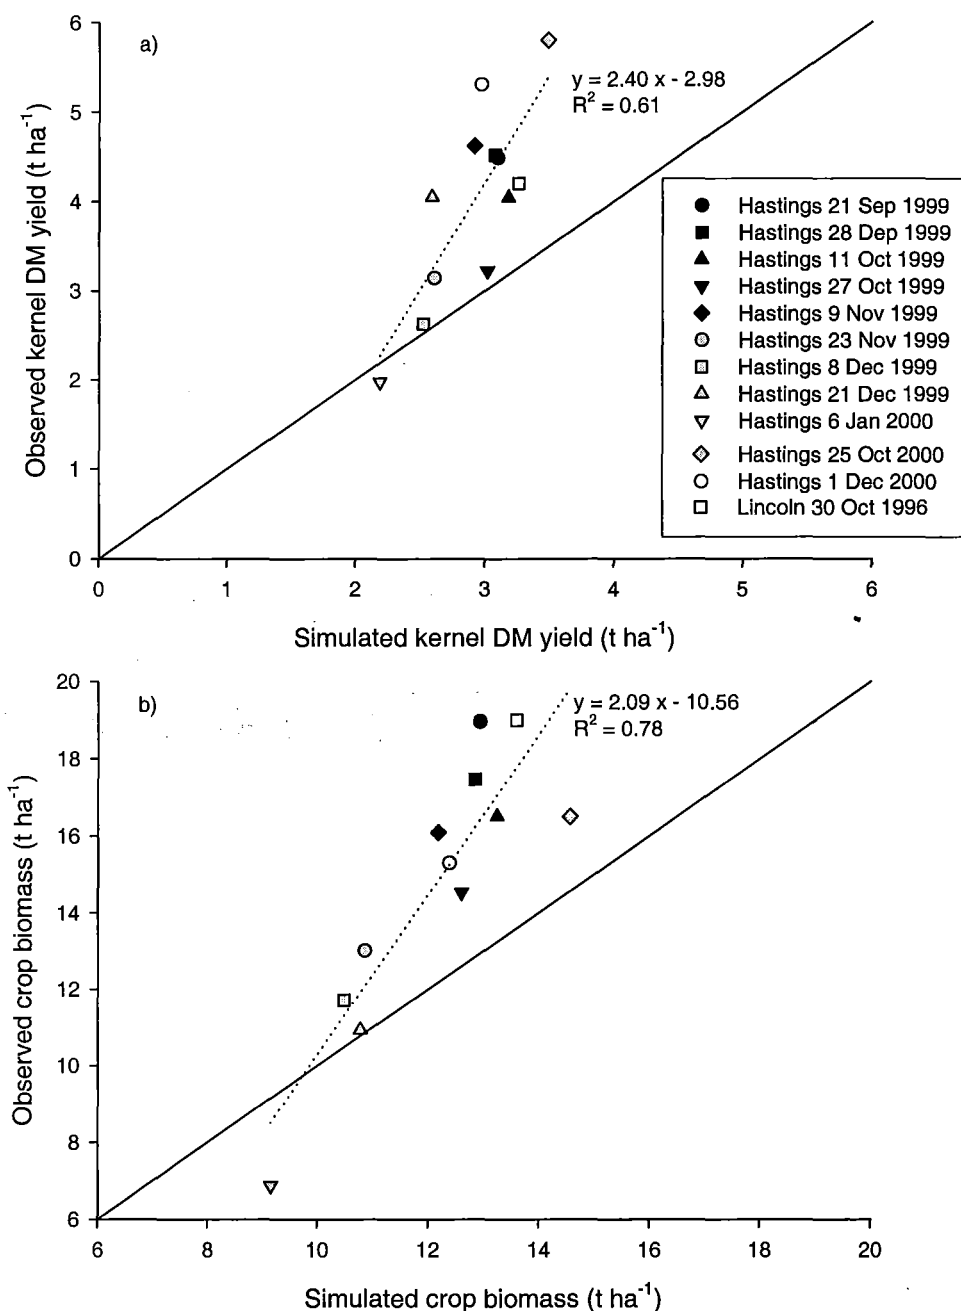 6
a)
y = 2.40 x - 2.98
R² = 0.61
5
4
3
2
1
0
Observed kernel DM yield (t ha⁻¹)
Hastings 21 Sep 1999
Hastings 28 Dep 1999
Hastings 11 Oct 1999
Hastings 27 Oct 1999
Hastings 9 Nov 1999
Hastings 23 Nov 1999
Hastings 8 Dec 1999
Hastings 21 Dec 1999
Hastings 6 Jan 2000
Hastings 25 Oct 2000
Hastings 1 Dec 2000
Lincoln 30 Oct 1996
0 1 2 3 4 5 6
Simulated kernel DM yield (t ha⁻¹)
20
b)
y = 2.09 x - 10.56
R² = 0.78
18
16
14
12
10
8
6
Observed crop biomass (t ha⁻¹)
6 8 10 12 14 16 18 20
Simulated crop biomass (t ha⁻¹)